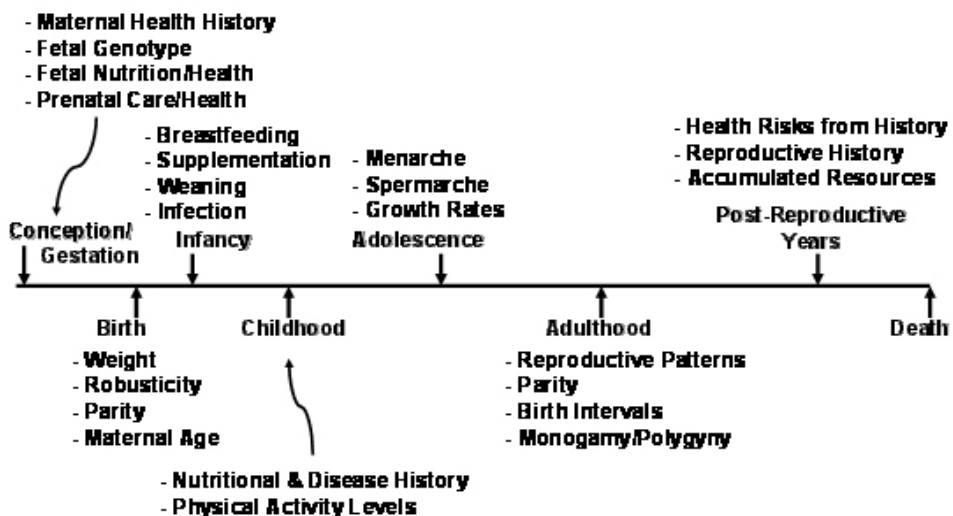 - Maternal Health History
- Fetal Genotype
- Fetal Nutrition/Health
- Prenatal Care/Health
Conception/
Gestation
- Breastfeeding
- Supplementation
- Weaning
- Infection
Infancy
- Menarche
- Spermarche
- Growth Rates
Adolescence
- Health Risks from History
- Reproductive History
- Accumulated Resources
Post-Reproductive
Years
Birth
- Weight
- Robusticity
- Parity
- Maternal Age
Childhood
- Nutritional & Disease History
- Physical Activity Levels
Adulthood
- Reproductive Patterns
- Parity
- Birth Intervals
- Monogamy/Polygyny
Death